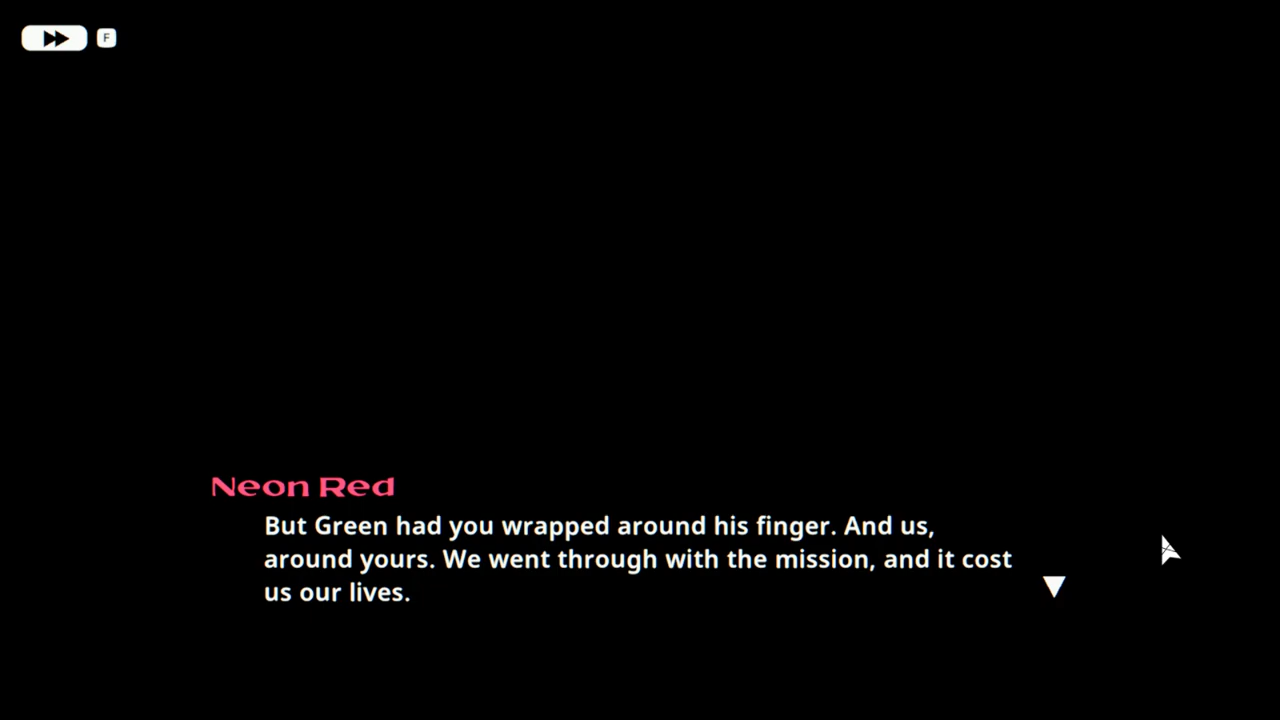 F
Neon Red
But Green had you wrapped around his finger. And us,
around yours. We went through with the mission, and it cost
us our lives.